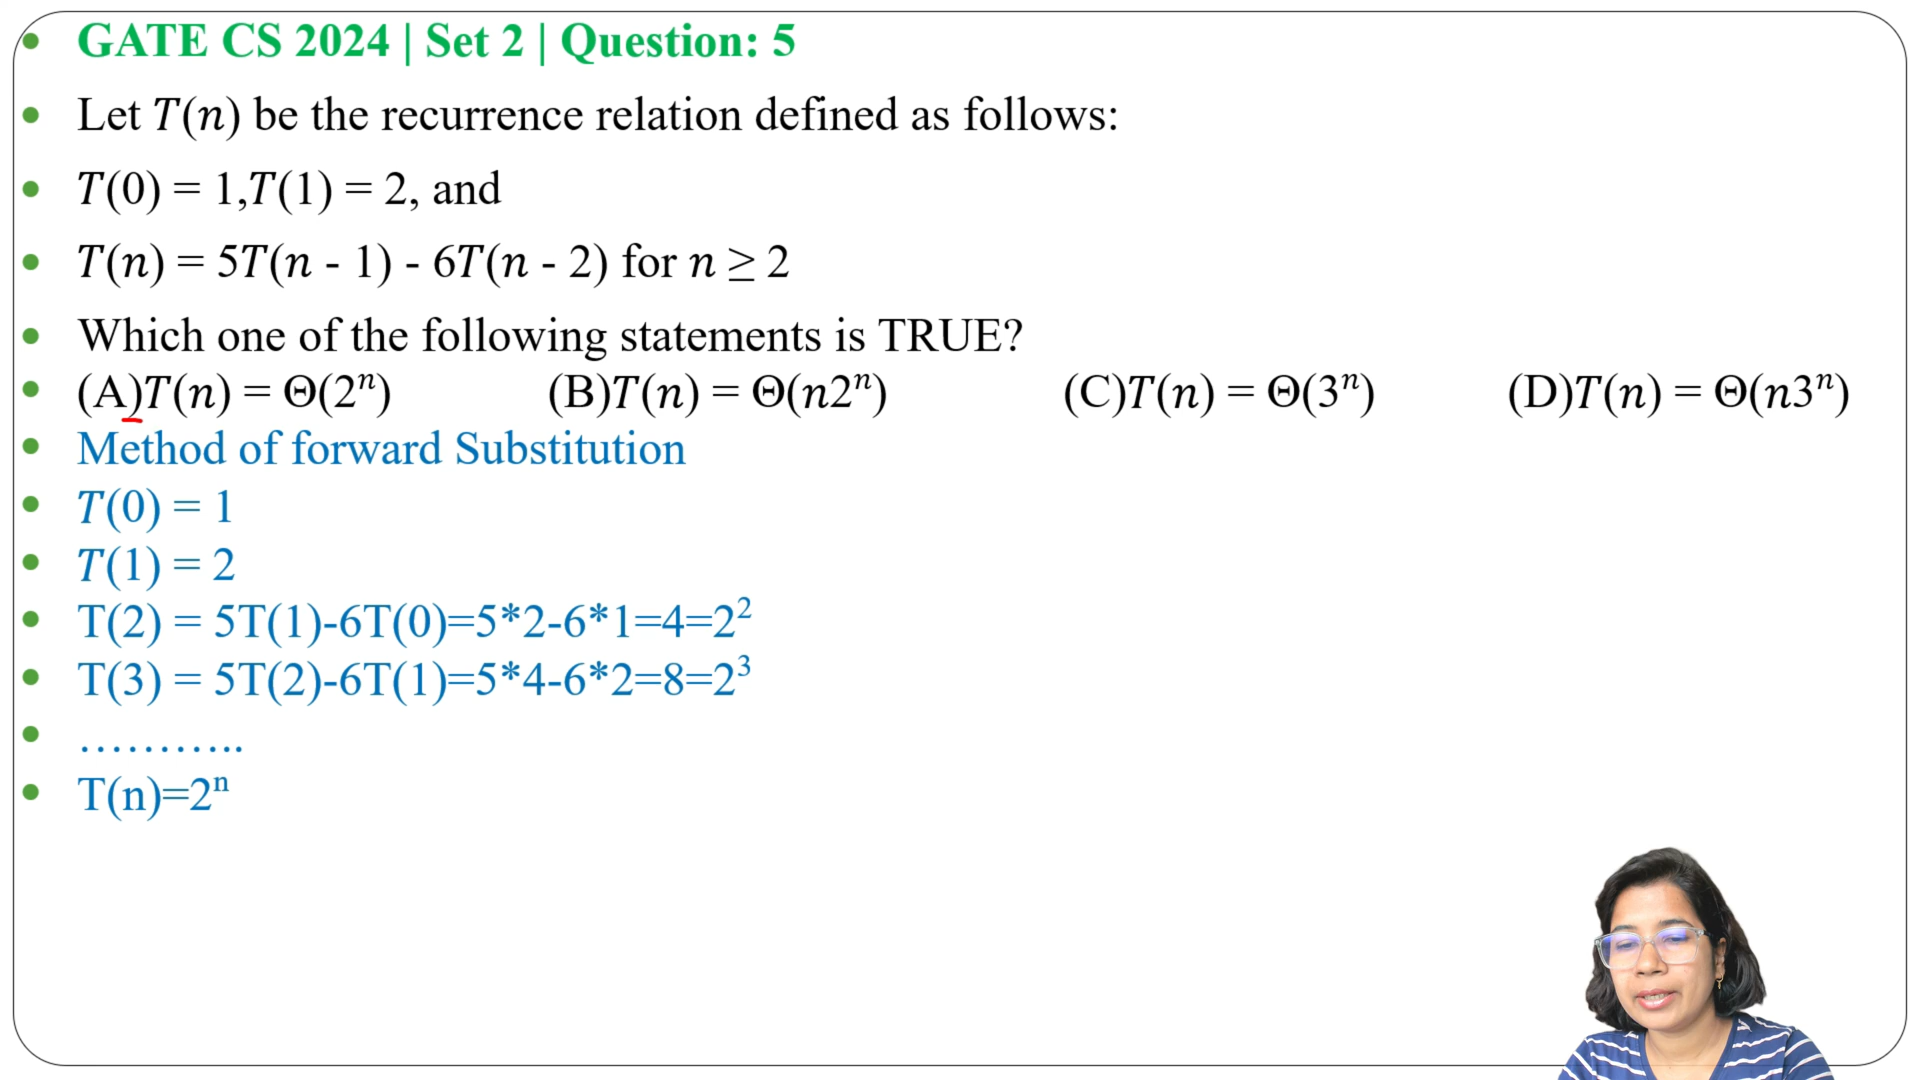 GATE CS 2024 | Set 2 | Question: 5
Let T(n) be the recurrence relation defined as follows:
T(0) = 1,T(1) = 2, and
T(n) = 5T(n - 1) - 6T(n - 2) for n ≥ 2
Which one of the following statements is TRUE?
(A)T(n) = Θ(2ⁿ) (B)T(n) = Θ(n2ⁿ) (C)T(n) = Θ(3ⁿ) (D)T(n) = Θ(n3ⁿ)
Method of forward Substitution
T(0) = 1
T(1) = 2
T(2) = 5T(1)-6T(0)=5*2-6*1=4=2²
T(3) = 5T(2)-6T(1)=5*4-6*2=8=2³
………..
T(n)=2ⁿ